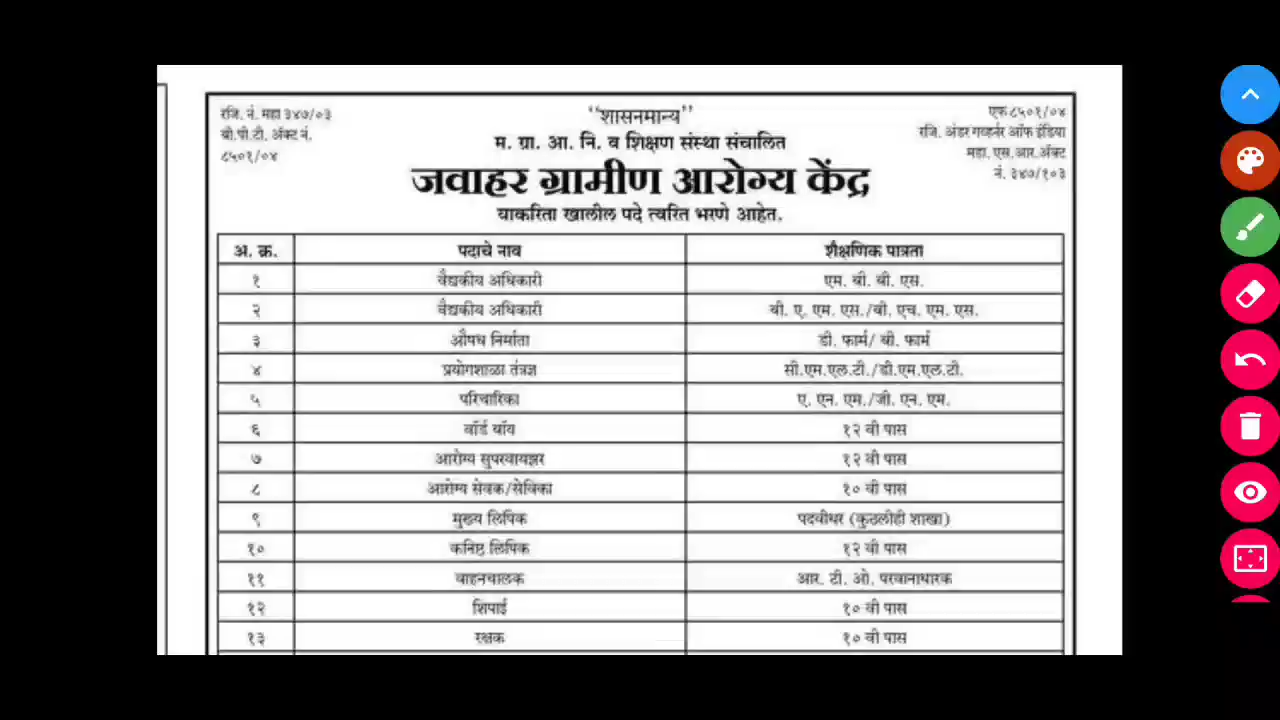 रजि. नं. महा ३४७/०३
बी.पी.टी. ॲक्ट नं.
८५०१/०४
“शासनमान्य”
एफ ८५०१/०४
रजि. अंडर गव्हर्नर ऑफ इंडिया
महा. एस.आर.ॲक्ट
नं. ३४७/१०३
म. ग्रा. आ. नि. व शिक्षण संस्था संचालित
जवाहर ग्रामीण आरोग्य केंद्र
याकरिता खालील पदे त्वरित भरणे आहेत.
अ. क्र. पदाचे नाव शैक्षणिक पात्रता
१ वैद्यकीय अधिकारी एम. बी. बी. एस.
२ वैद्यकीय अधिकारी बी. ए. एम. एस./बी. एच. एम. एस.
३ औषध निर्माता डी. फार्म/ बी. फार्म
४ प्रयोगशाळा तंत्रज्ञ सी.एम.एल.टी./डी.एम.एल.टी.
५ परिचारिका ए. एन. एम./जी. एन. एम.
६ वॉर्ड बॉय १२ वी पास
७ आरोग्य सुपरवायझर १२ वी पास
८ आरोग्य सेवक/सेविका १० वी पास
९ मुख्य लिपिक पदवीधर (कुठलीही शाखा)
१० कनिष्ठ लिपिक १२ वी पास
११ वाहनचालक आर. टी. ओ. परवानाधारक
१२ शिपाई १० वी पास
१३ रक्षक १० वी पास